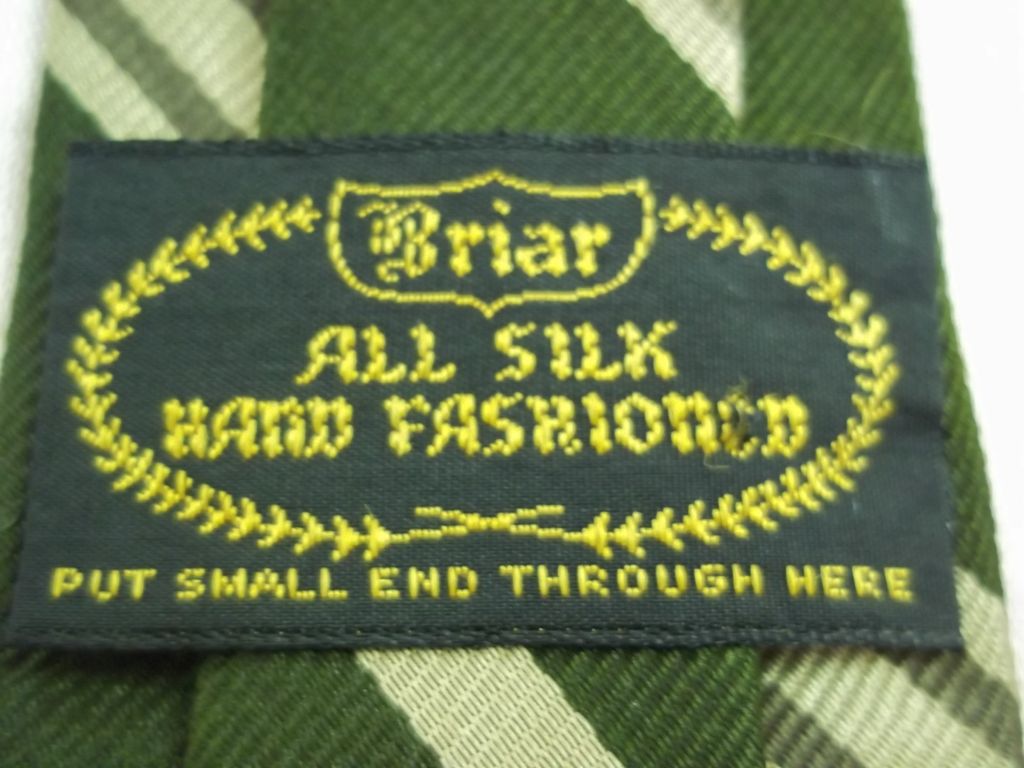 Briar
ALL SILK
HAND FASHIONED
PUT SMALL END THROUGH HERE